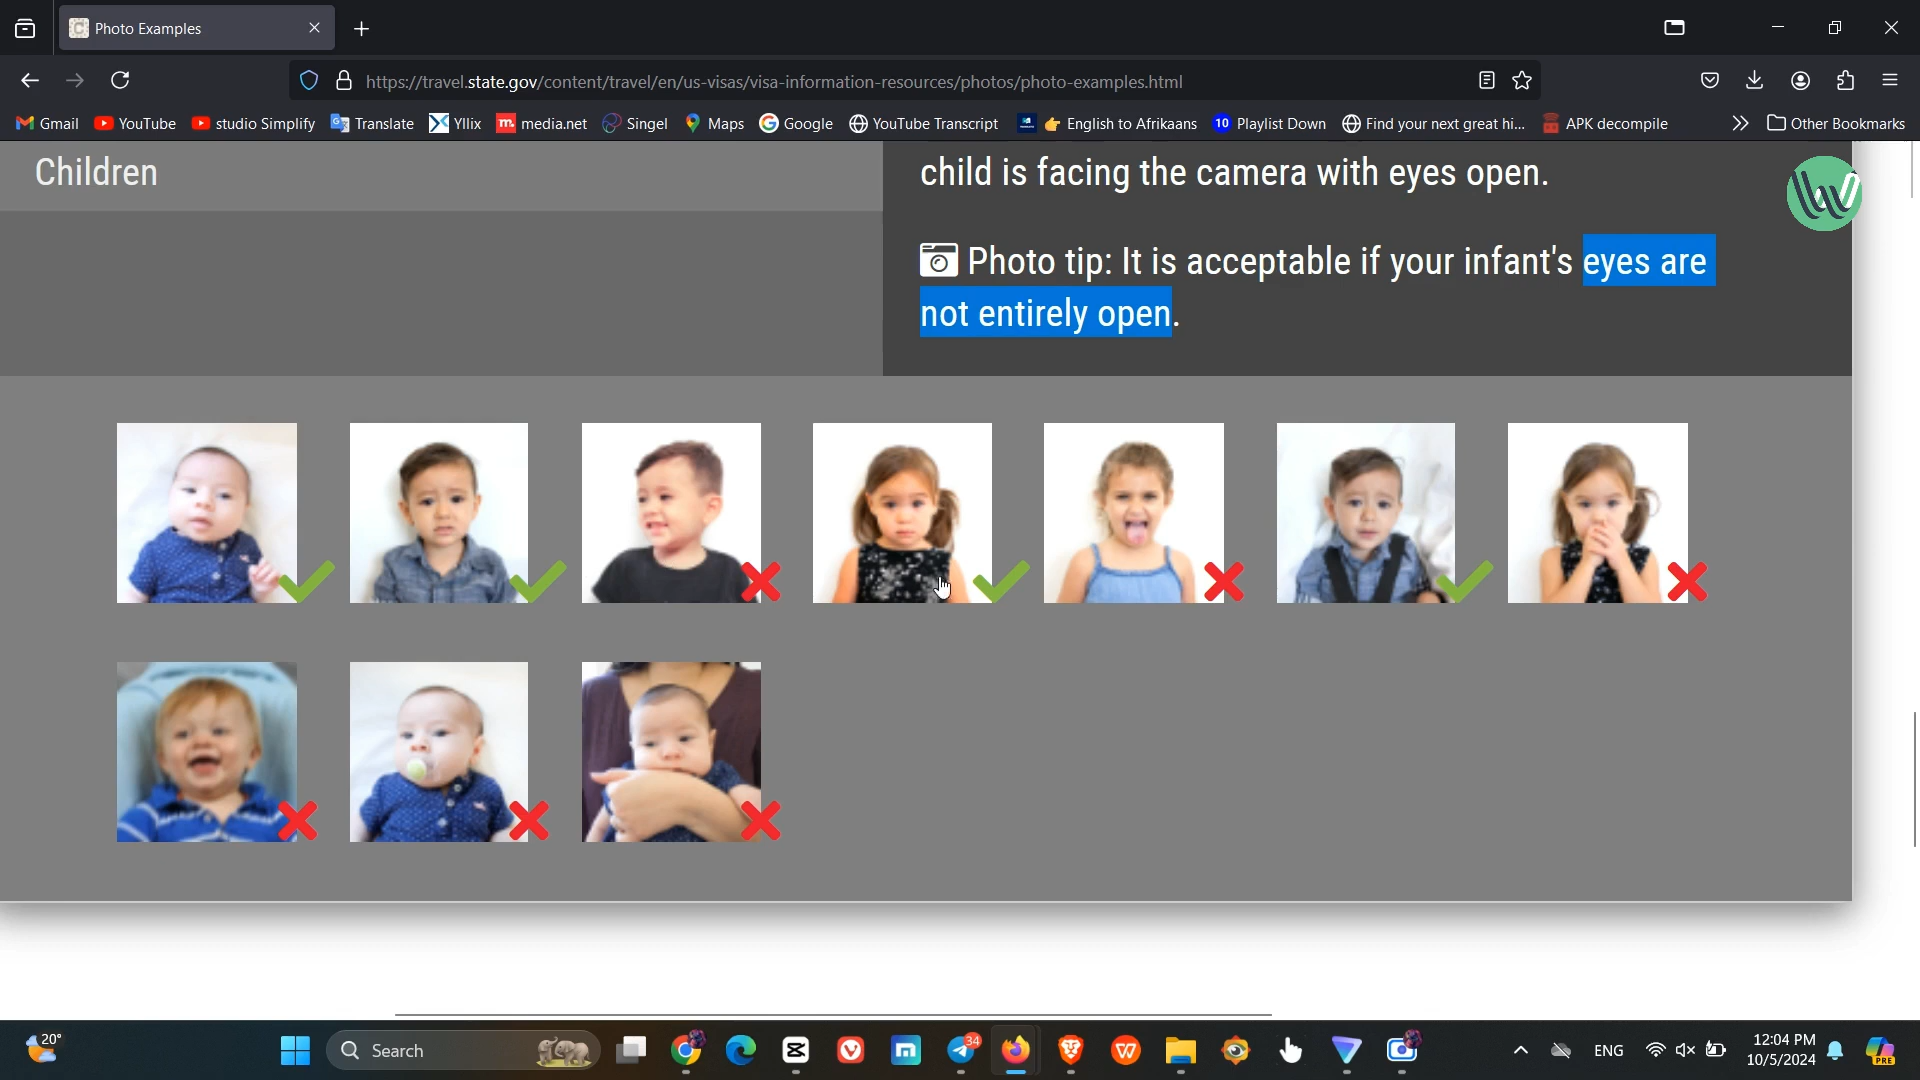 Photo Examples
https://travel.state.gov/content/travel/en/us-visas/visa-information-resources/photos/photo-examples.html
Gmail YouTube studio Simplify Translate Yllix media.net Singel Maps Google YouTube Transcript English to Afrikaans 10 Playlist Down Find your next great hi... APK decompile Other Bookmarks
Children
child is facing the camera with eyes open.
Photo tip: It is acceptable if your infant's eyes are
not entirely open.
20°
Search
34
ENG
12:04 PM
10/5/2024
PRE